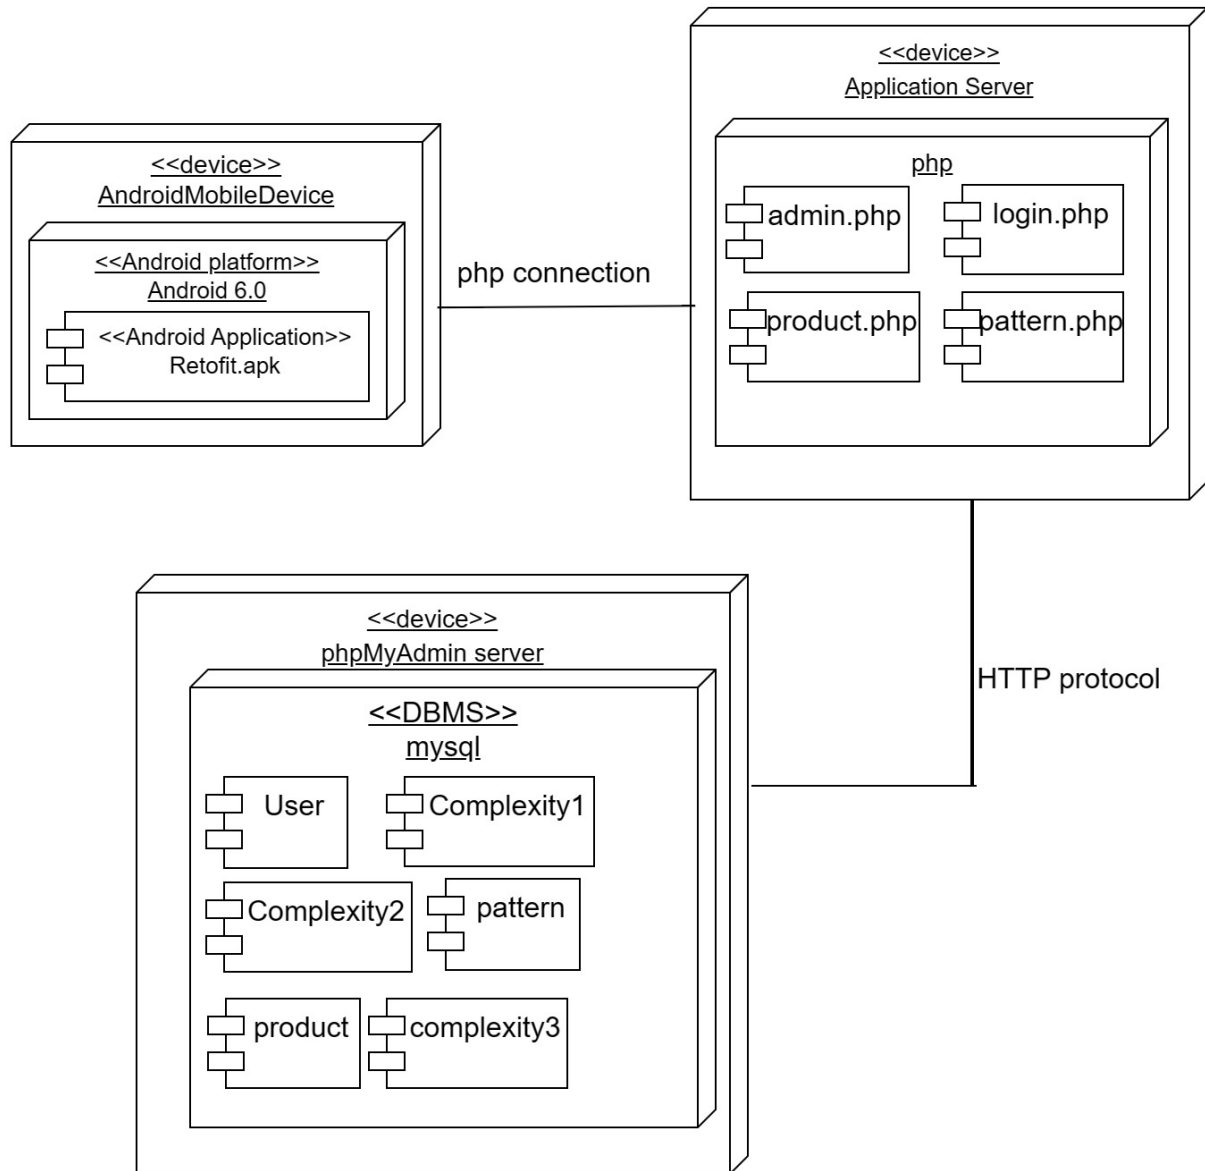 <<device>>
Application Server
php
admin.php
login.php
product.php
pattern.php
<<device>>
AndroidMobileDevice
<<Android platform>>
Android 6.0
<<Android Application>>
Retofit.apk
php connection
HTTP protocol
<<device>>
phpMyAdmin server
<<DBMS>>
mysql
User
Complexity1
Complexity2
pattern
product
complexity3